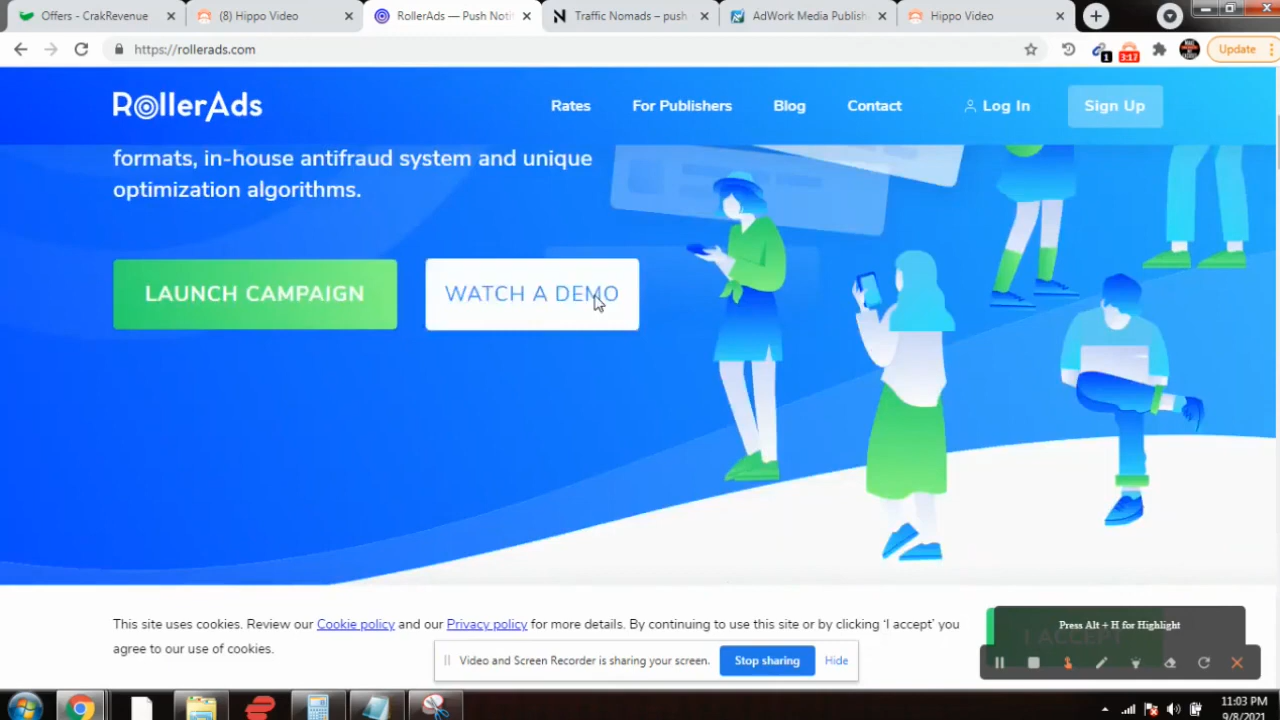 Offers - CrakRevenue
(8) Hippo Video
RollerAds — Push Noti
Traffic Nomads – push
AdWork Media Publish
Hippo Video
https://rollerads.com
1
3:17
Update
RollerAds
Rates
For Publishers
Blog
Contact
Log In
Sign Up
formats, in-house antifraud system and unique
optimization algorithms.
LAUNCH CAMPAIGN
WATCH A DEMO
This site uses cookies. Review our Cookie policy and our Privacy policy for more details. By continuing to use this site or by clicking ‘I accept’ you
agree to our use of cookies.
I ACCEPT
Press Alt + H for Highlight
Video and Screen Recorder is sharing your screen.
Stop sharing
Hide
11:03 PM
9/8/2021